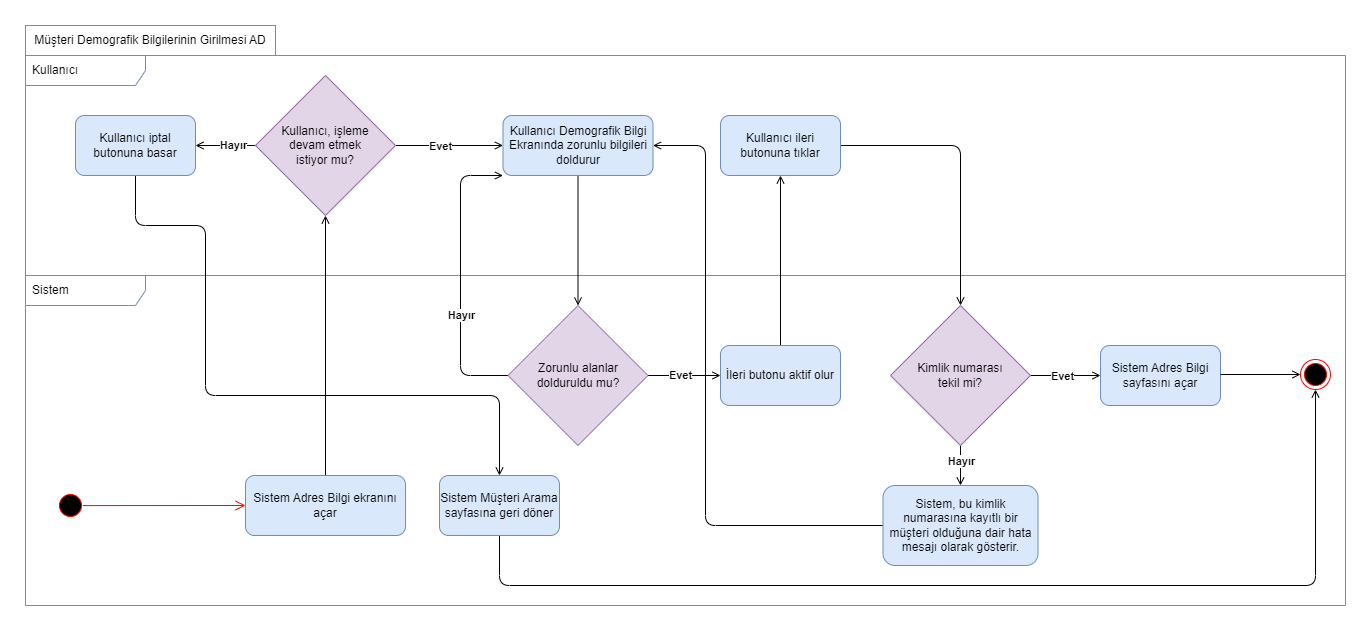 Müşteri Demografik Bilgilerinin Girilmesi AD
Kullanıcı
Kullanıcı iptal
butonuna basar
Hayır
Kullanıcı, işleme
devam etmek
istiyor mu?
Evet
Kullanıcı Demografik Bilgi
Ekranında zorunlu bilgileri
doldurur
Kullanıcı ileri
butonuna tıklar
Sistem
Hayır
Zorunlu alanlar
dolduruldu mu?
Evet
İleri butonu aktif olur
Kimlik numarası
tekil mi?
Evet
Sistem Adres Bilgi
sayfasını açar
Hayır
Sistem Adres Bilgi ekranını
açar
Sistem Müşteri Arama
sayfasına geri döner
Sistem, bu kimlik
numarasına kayıtlı bir
müşteri olduğuna dair hata
mesajı olarak gösterir.